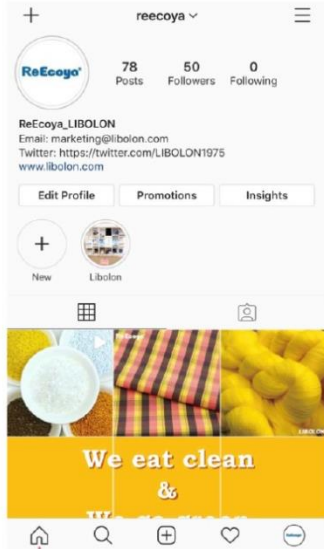 reecoya
ReEcoya
78 50 0
Posts Followers Following
ReEcoya_LIBOLON
Email: marketing@libolon.com
Twitter: https://twitter.com/LIBOLON1975
www.libolon.com
Edit Profile Promotions Insights
New Libolon
We eat clean
&
We go green